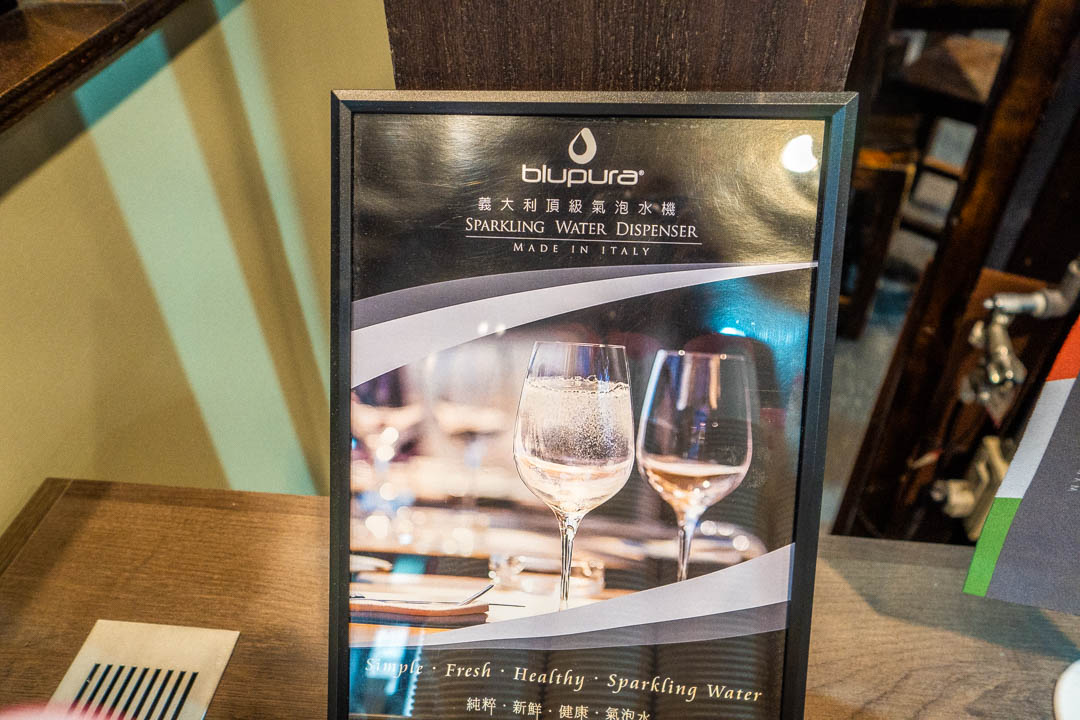 blupura®
義大利頂級氣泡水機
SPARKLING WATER DISPENSER
MADE IN ITALY
Simple · Fresh · Healthy · Sparkling Water
純粹 · 新鮮 · 健康 · 氣泡水